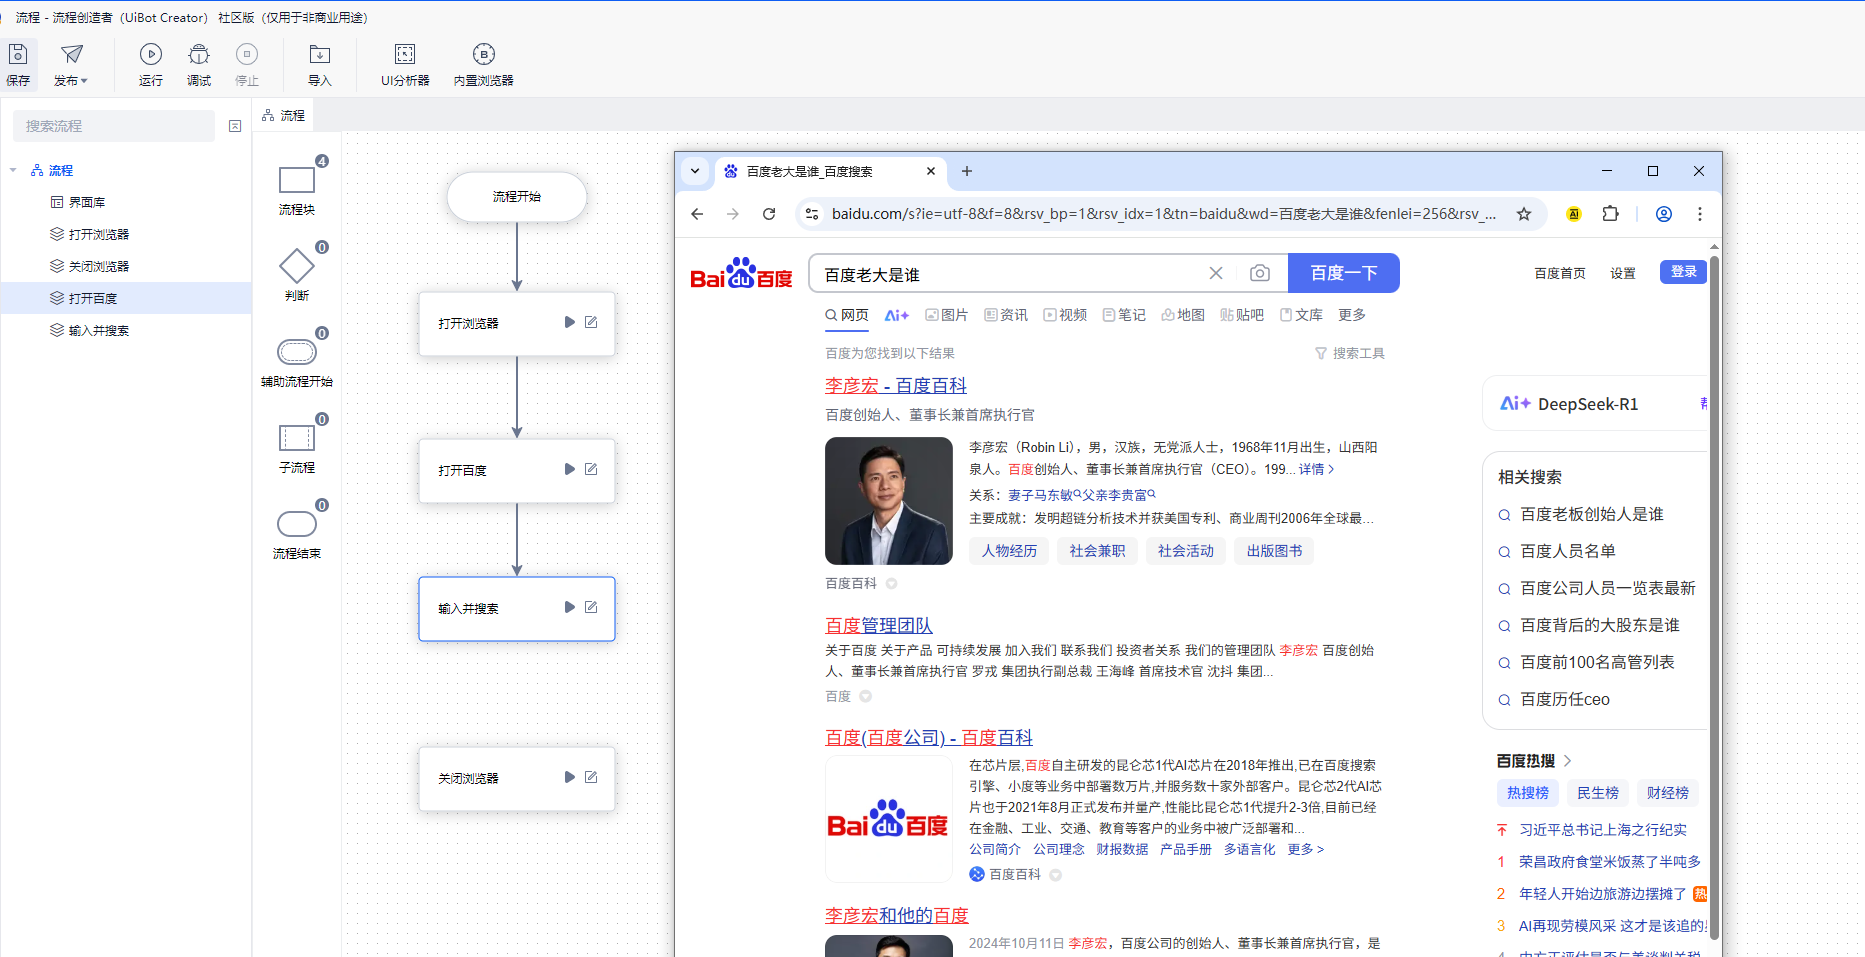 流程 - 流程创造者（UiBot Creator） 社区版（仅用于非商业用途）
保存
发布
运行
调试
停止
导入
UI分析器
内置浏览器
搜索流程
流程
界面库
打开浏览器
关闭浏览器
打开百度
输入并搜索
流程
4
流程块
0
判断
0
辅助流程开始
0
子流程
0
流程结束
流程开始
打开浏览器
打开百度
输入并搜索
关闭浏览器
百度老大是谁_百度搜索
baidu.com/s?ie=utf-8&f=8&rsv_bp=1&rsv_idx=1&tn=baidu&wd=百度老大是谁&fenlei=256&rsv_...
Bai du 百度
百度老大是谁
百度一下
百度首页 设置 登录
网页 Ai+ 图片 资讯 视频 笔记 地图 贴吧 文库 更多
百度为您找到以下结果
搜索工具
李彦宏 - 百度百科
百度创始人、董事长兼首席执行官
李彦宏（Robin Li），男，汉族，无党派人士，1968年11月出生，山西阳
泉人。百度创始人、董事长兼首席执行官（CEO）。199... 详情 >
关系：妻子马东敏 父亲李贵富
主要成就：发明超链分析技术并获美国专利、商业周刊2006年全球最...
人物经历 社会兼职 社会活动 出版图书
百度百科
百度管理团队
关于百度 关于产品 可持续发展 加入我们 联系我们 投资者关系 我们的管理团队 李彦宏 百度创始
人、董事长兼首席执行官 罗戎 集团执行副总裁 王海峰 首席技术官 沈抖 集团...
百度
百度(百度公司) - 百度百科
Bai du 百度
在芯片层,百度自主研发的昆仑芯1代AI芯片在2018年推出,已在百度搜索
引擎、小度等业务中部署数万片,并服务数十家外部客户。昆仑芯2代AI芯
片也于2021年8月正式发布并量产,性能比昆仑芯1代提升2-3倍,目前已经
在金融、工业、交通、教育等客户的业务中被广泛部署和...
公司简介 公司理念 财报数据 产品手册 多语言化 更多 >
百度百科
李彦宏和他的百度
2024年10月11日 李彦宏，百度公司的创始人、董事长兼首席执行官，是
Ai+ DeepSeek-R1
相关搜索
百度老板创始人是谁
百度人员名单
百度公司人员一览表最新
百度背后的大股东是谁
百度前100名高管列表
百度历任ceo
百度热搜 >
热搜榜 民生榜 财经榜
习近平总书记上海之行纪实
1 荣昌政府食堂米饭蒸了半吨多
2 年轻人开始边旅游边摆摊了 热
3 AI再现劳模风采 这才是该追的